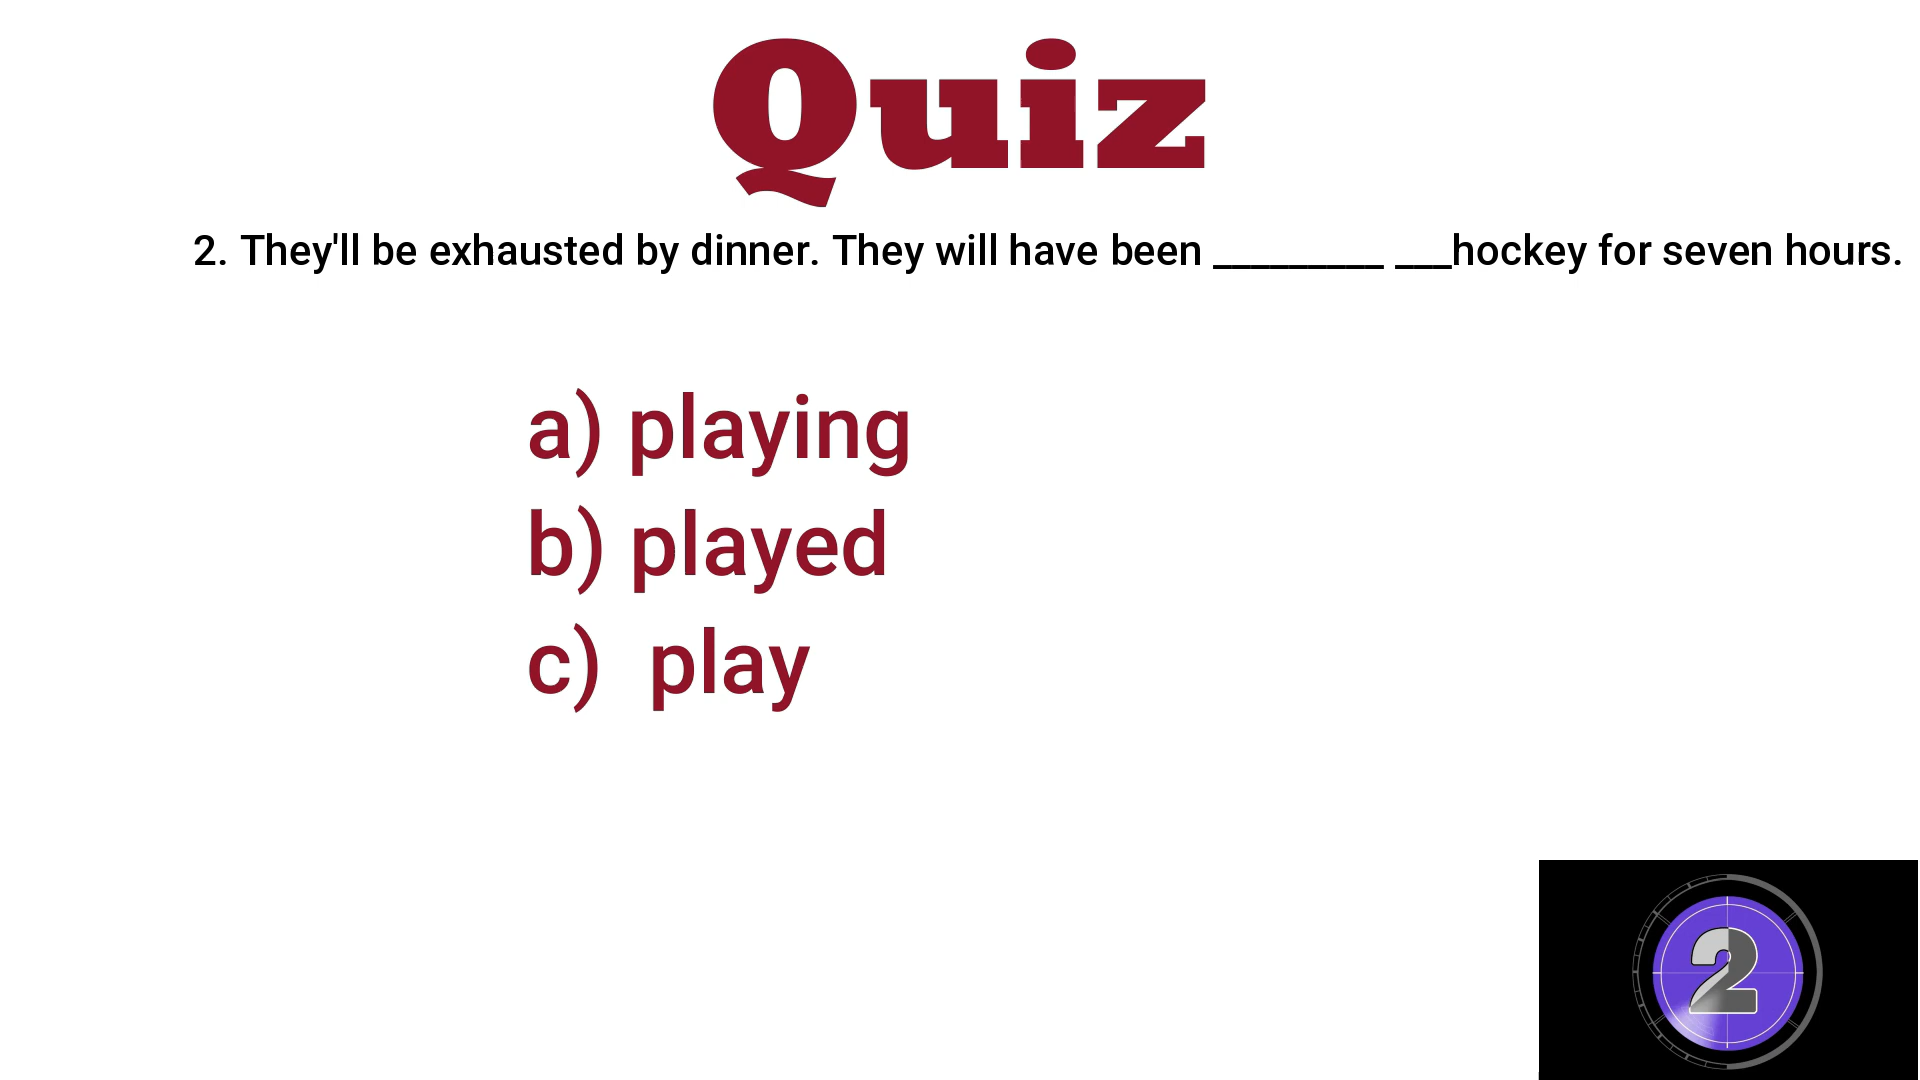 Quiz
2. They'll be exhausted by dinner. They will have been _________ ___hockey for seven hours.
a) playing
b) played
c) play
2